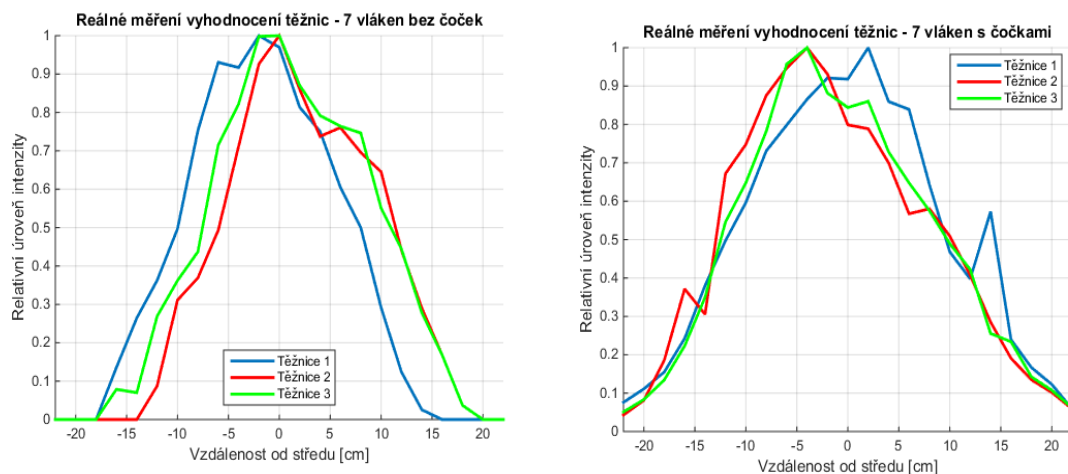 Reálné měření vyhodnocení těžnic - 7 vláken bez čoček
1
0.9
0.8
0.7
0.6
0.5
0.4
0.3
0.2
0.1
0
Relativní úroveň intenzity
Těžnice 1
Těžnice 2
Těžnice 3
-20 -15 -10 -5 0 5 10 15 20
Vzdálenost od středu [cm]
Reálné měření vyhodnocení těžnic - 7 vláken s čočkami
1
0.9
0.8
0.7
0.6
0.5
0.4
0.3
0.2
0.1
0
Relativní úroveň intenzity
Těžnice 1
Těžnice 2
Těžnice 3
-20 -15 -10 -5 0 5 10 15 20
Vzdálenost od středu [cm]